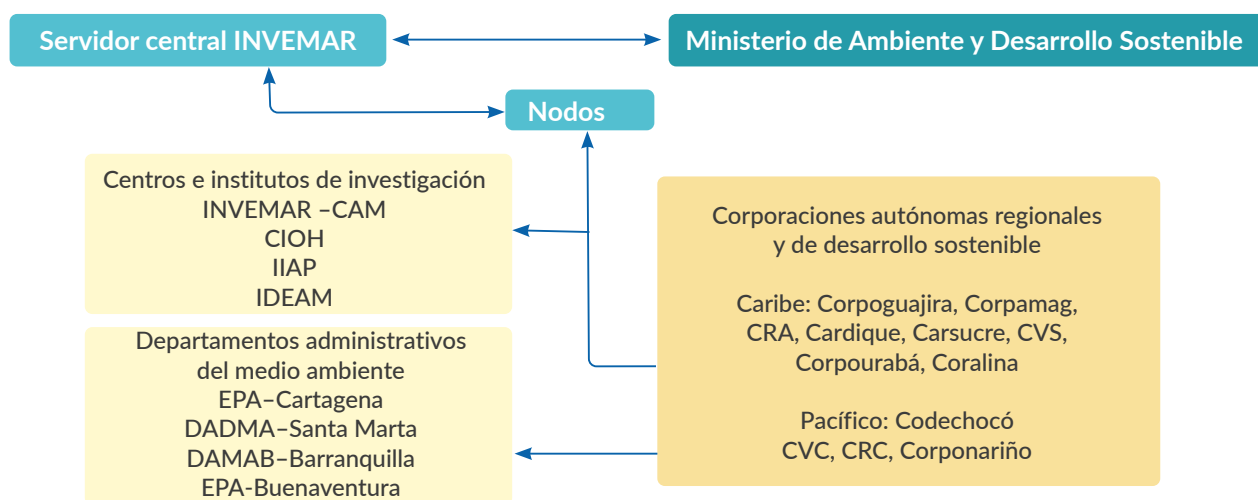 Servidor central INVEMAR
Ministerio de Ambiente y Desarrollo Sostenible
Nodos
Centros e institutos de investigación
INVEMAR –CAM
CIOH
IIAP
IDEAM
Departamentos administrativos
del medio ambiente
EPA–Cartagena
DADMA–Santa Marta
DAMAB–Barranquilla
EPA-Buenaventura
Corporaciones autónomas regionales
y de desarrollo sostenible
Caribe: Corpoguajira, Corpamag,
CRA, Cardique, Carsucre, CVS,
Corpourabá, Coralina
Pacífico: Codechocó
CVC, CRC, Corponariño